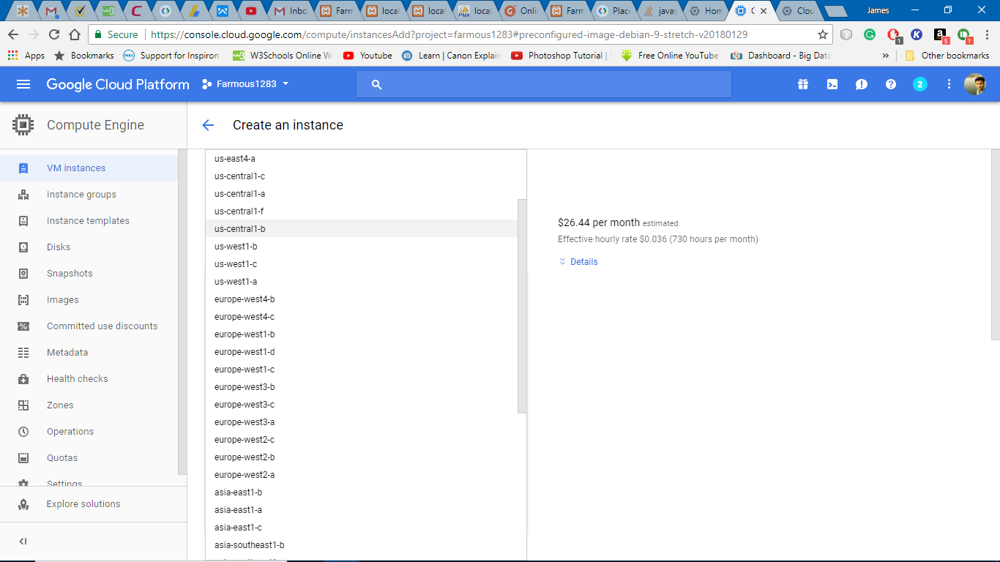 Inbo
Farm
local
local
local
Onli
Farm
Place
javas
Hom
C
Clou
James
Secure
https://console.cloud.google.com/compute/instancesAdd?project=farmous1283#preconfigured-image-debian-9-stretch-v20180129
Apps
Bookmarks
Support for Inspiron
W3Schools Online W
Youtube
Learn | Canon Explain
Photoshop Tutorial |
Free Online YouTube
Dashboard - Big Data
»
Other bookmarks
Google Cloud Platform
Farmous1283
2
Compute Engine
Create an instance
VM instances
Instance groups
Instance templates
Disks
Snapshots
Images
Committed use discounts
Metadata
Health checks
Zones
Operations
Quotas
Settings
Explore solutions
us-east4-a
us-central1-c
us-central1-a
us-central1-f
us-central1-b
us-west1-b
us-west1-c
us-west1-a
europe-west4-b
europe-west4-c
europe-west1-b
europe-west1-d
europe-west1-c
europe-west3-b
europe-west3-c
europe-west3-a
europe-west2-c
europe-west2-b
europe-west2-a
asia-east1-b
asia-east1-a
asia-east1-c
asia-southeast1-b
$26.44 per month estimated
Effective hourly rate $0.036 (730 hours per month)
Details